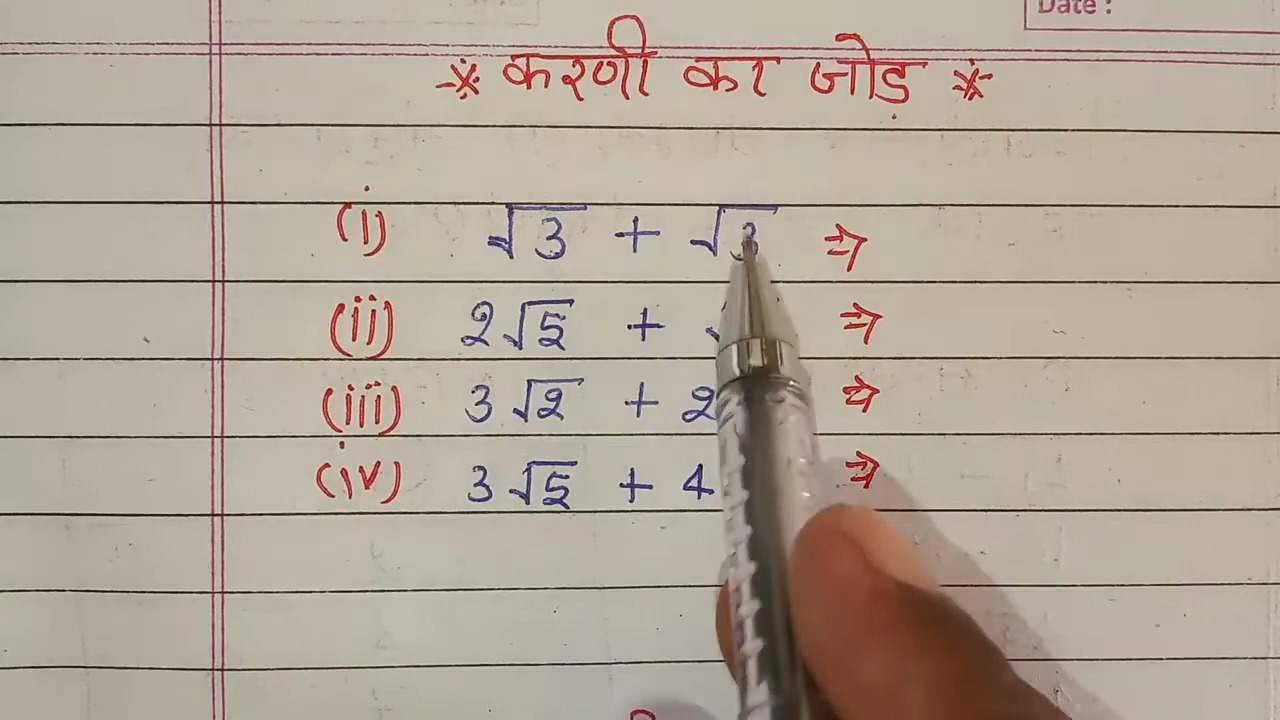 Date :
* करणी का जोड़ *
(i) √3 + √3 ⇒
(ii) 2√5 + ⇒
(iii) 3√2 + 2 ⇒
(iv) 3√5 + 4 ⇒